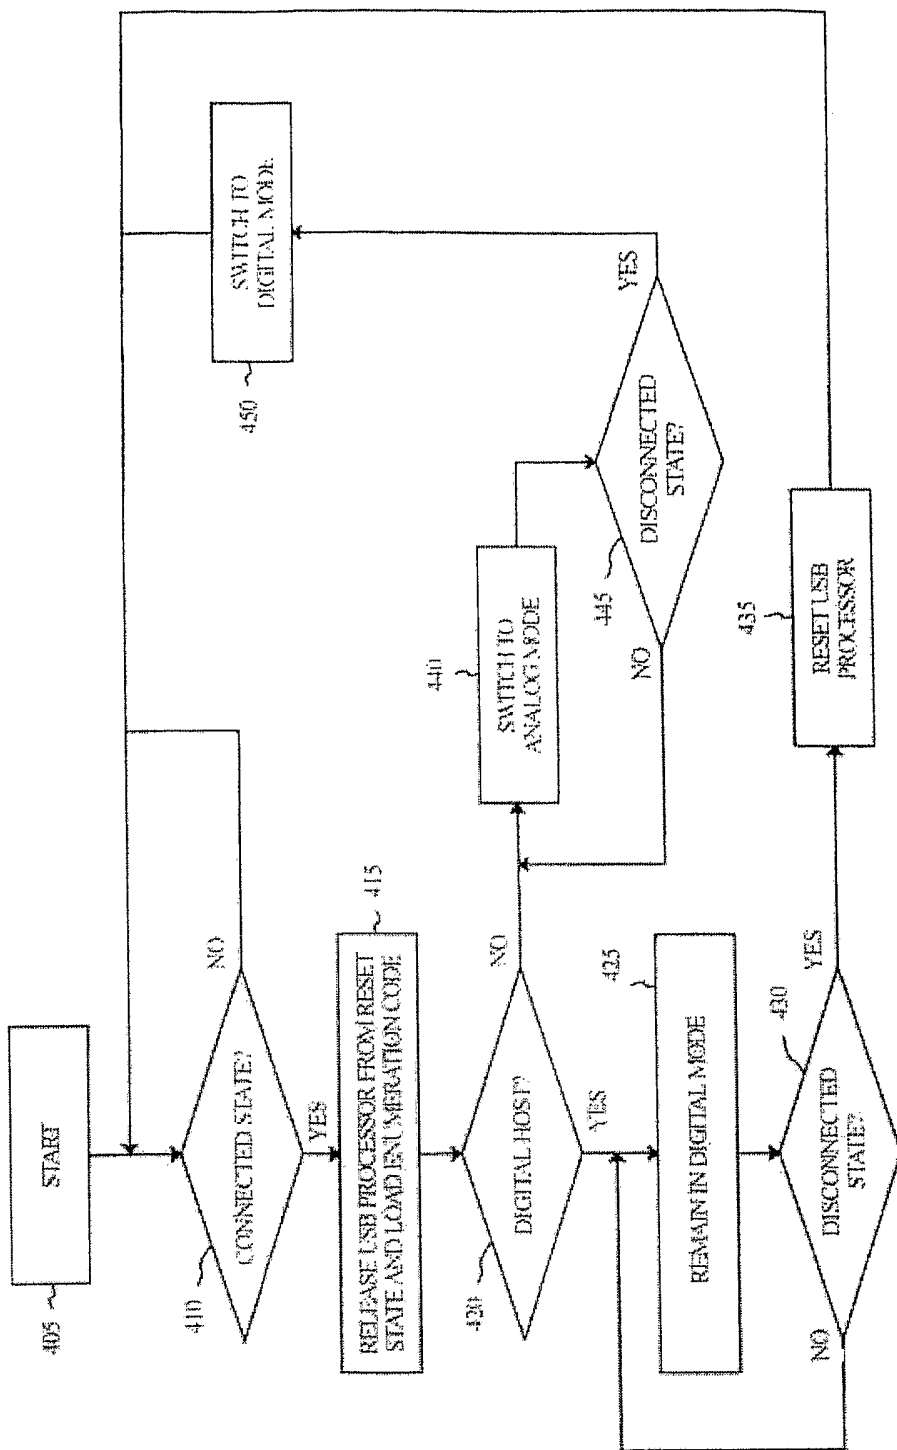 START
405
CONNECTED STATE?
410
NO
YES
RELEASE USB PROCESSOR FROM RESET
STATE AND LOAD ENUMERATION CODE
415
DIGITAL HOST?
420
NO
YES
REMAIN IN DIGITAL MODE
425
DISCONNECTED
STATE?
430
NO
YES
RESET USB
PROCESSOR
435
SWITCH TO
ANALOG MODE
440
DISCONNECTED
STATE?
445
NO
YES
SWITCH TO
DIGITAL MODE
450